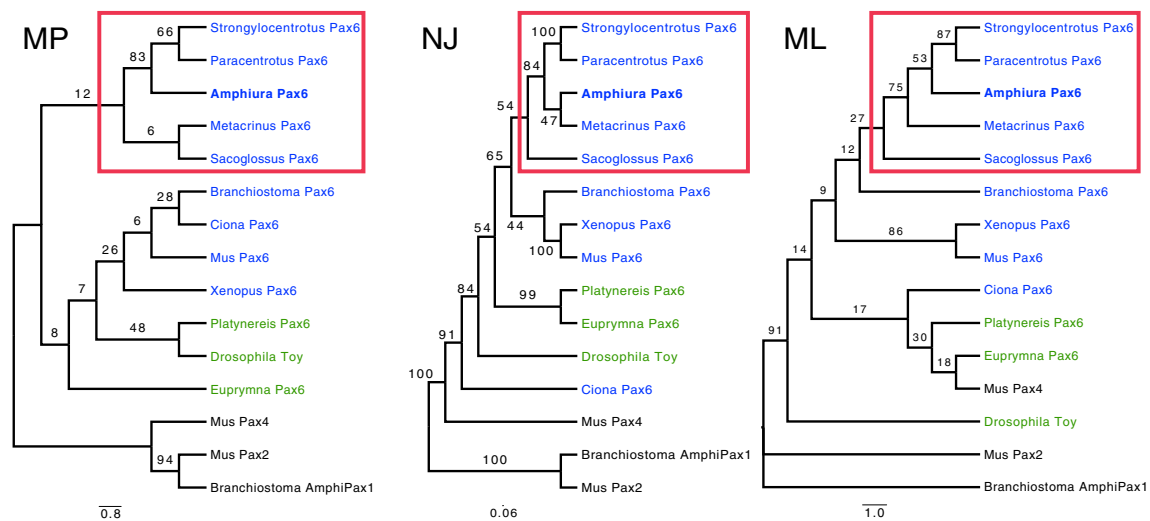 MP
66
83
12
6
Strongylocentrotus Pax6
Paracentrotus Pax6
Amphiura Pax6
Metacrinus Pax6
Sacoglossus Pax6
28
6
26
7
48
8
Branchiostoma Pax6
Ciona Pax6
Mus Pax6
Xenopus Pax6
Platynereis Pax6
Drosophila Toy
Euprymna Pax6
94
Mus Pax4
Mus Pax2
Branchiostoma AmphiPax1
0.8
NJ
100
84
54
47
Strongylocentrotus Pax6
Paracentrotus Pax6
Amphiura Pax6
Metacrinus Pax6
Sacoglossus Pax6
65
44
100
54
99
84
91
100
100
Branchiostoma Pax6
Xenopus Pax6
Mus Pax6
Platynereis Pax6
Euprymna Pax6
Drosophila Toy
Ciona Pax6
Mus Pax4
Branchiostoma AmphiPax1
Mus Pax2
0.06
ML
87
53
75
27
Strongylocentrotus Pax6
Paracentrotus Pax6
Amphiura Pax6
Metacrinus Pax6
Sacoglossus Pax6
12
9
86
14
17
30
18
91
Branchiostoma Pax6
Xenopus Pax6
Mus Pax6
Ciona Pax6
Platynereis Pax6
Euprymna Pax6
Mus Pax4
Drosophila Toy
Mus Pax2
Branchiostoma AmphiPax1
1.0